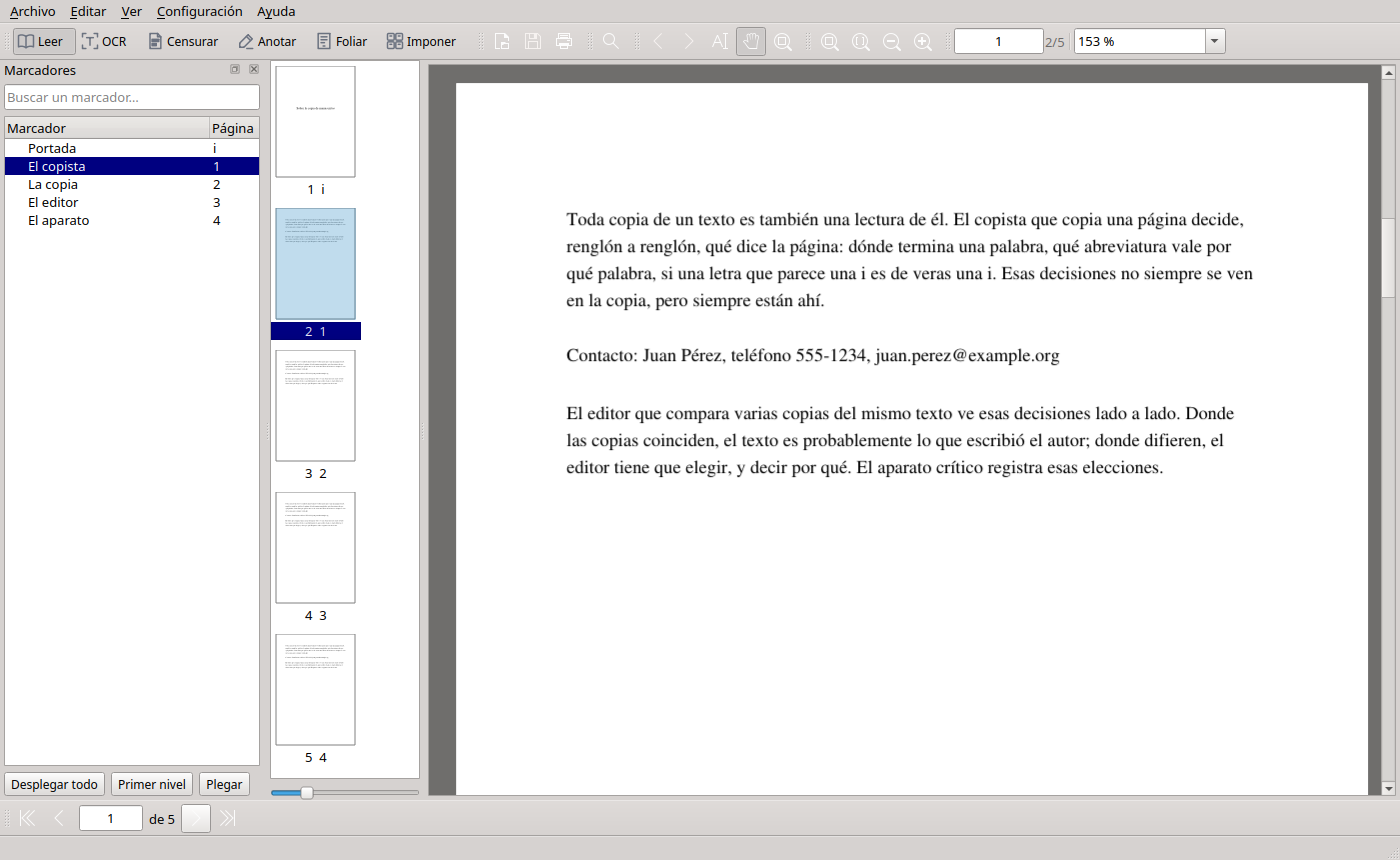 Archivo Editar Ver Configuración Ayuda
Leer OCR Censurar Anotar Foliar Imponer 1 2/5 153 %
Marcadores
Buscar un marcador...
Marcador Página
Portada i
El copista 1
La copia 2
El editor 3
El aparato 4
Desplegar todo Primer nivel Plegar
1 i
2 1
3 2
4 3
5 4
Toda copia de un texto es también una lectura de él. El copista que copia una página decide,
renglón a renglón, qué dice la página: dónde termina una palabra, qué abreviatura vale por
qué palabra, si una letra que parece una i es de veras una i. Esas decisiones no siempre se ven
en la copia, pero siempre están ahí.
Contacto: Juan Pérez, teléfono 555-1234, juan.perez@example.org
El editor que compara varias copias del mismo texto ve esas decisiones lado a lado. Donde
las copias coinciden, el texto es probablemente lo que escribió el autor; donde difieren, el
editor tiene que elegir, y decir por qué. El aparato crítico registra esas elecciones.
1 de 5